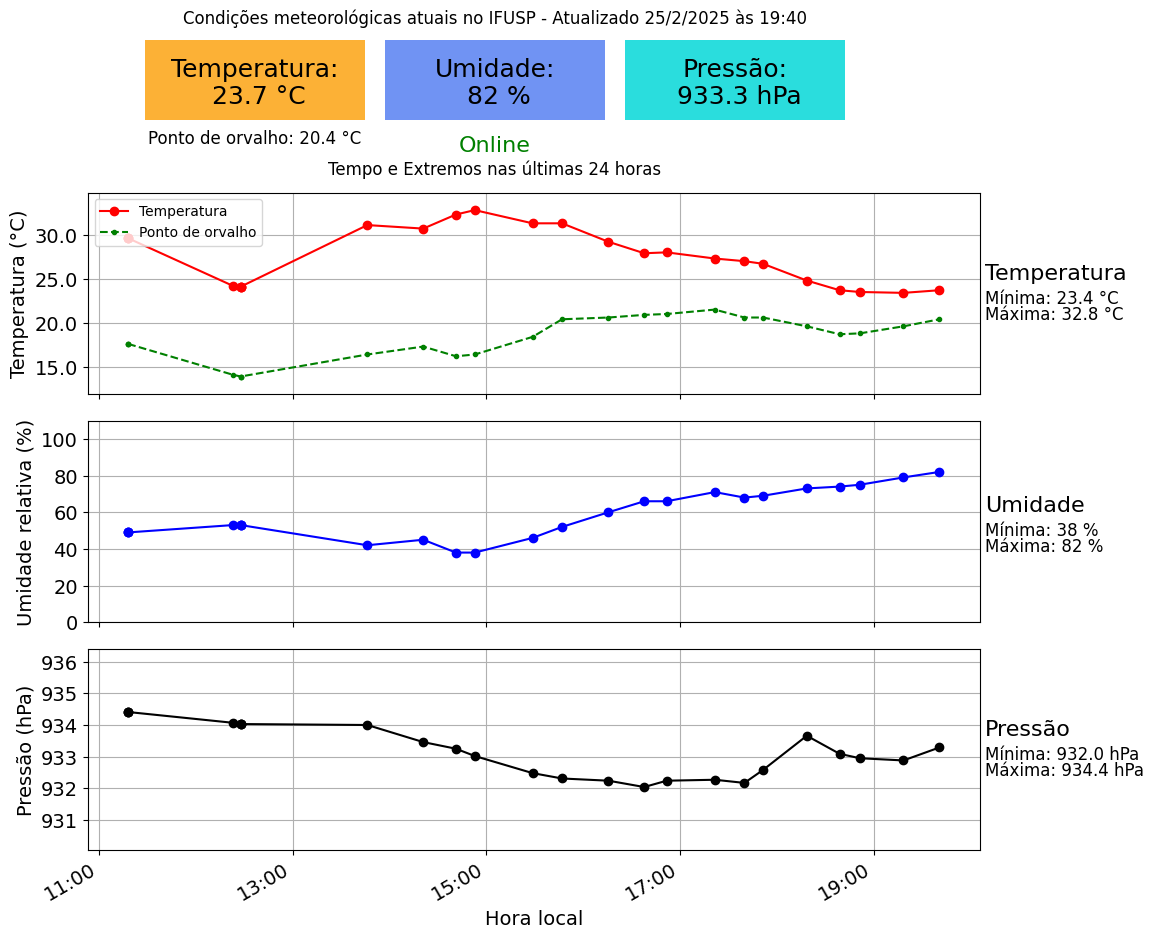 Condições meteorológicas atuais no IFUSP - Atualizado 25/2/2025 às 19:40
Temperatura:
23.7 °C
Umidade:
82 %
Pressão:
933.3 hPa
Ponto de orvalho: 20.4 °C
Online
Tempo e Extremos nas últimas 24 horas
Temperatura (°C)
30.0
25.0
20.0
15.0
Temperatura
Ponto de orvalho
Temperatura
Mínima: 23.4 °C
Máxima: 32.8 °C
Umidade relativa (%)
100
80
60
40
20
0
Umidade
Mínima: 38 %
Máxima: 82 %
Pressão (hPa)
936
935
934
933
932
931
Pressão
Mínima: 932.0 hPa
Máxima: 934.4 hPa
11:00
13:00
15:00
17:00
19:00
Hora local